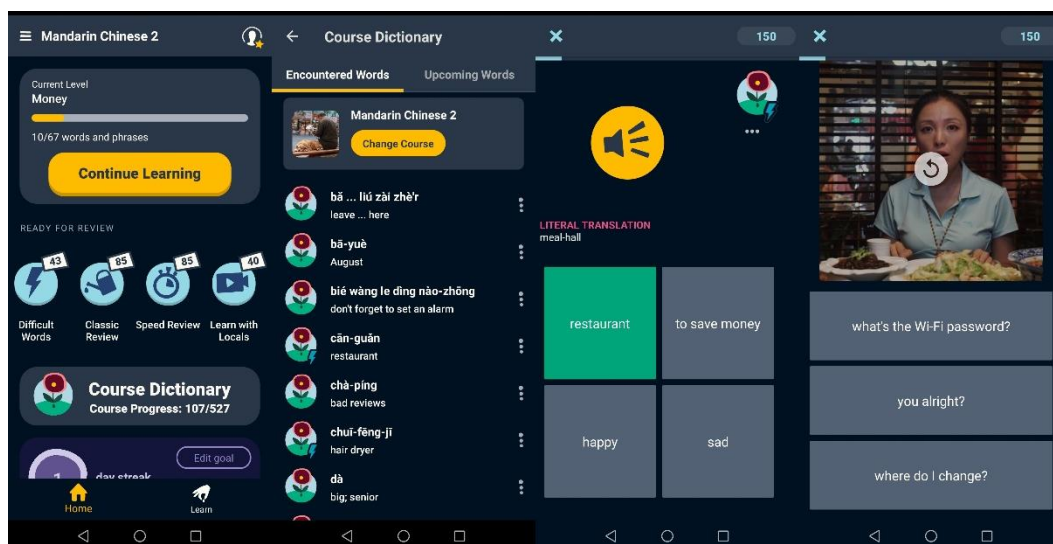 Mandarin Chinese 2
Current Level
Money
10/67 words and phrases
Continue Learning
READY FOR REVIEW
43
85
85
40
Difficult Words
Classic Review
Speed Review
Learn with Locals
Course Dictionary
Course Progress: 107/527
Edit goal
1
day streak
Home
Learn
Course Dictionary
Encountered Words
Upcoming Words
Mandarin Chinese 2
Change Course
bǎ ... liú zài zhè'r
leave ... here
bā-yuè
August
bié wàng le dìng nào-zhōng
don't forget to set an alarm
cān-guǎn
restaurant
chà-píng
bad reviews
chuī-fēng-jī
hair dryer
dà
big; senior
150
LITERAL TRANSLATION
meal-hall
restaurant
to save money
happy
sad
150
what's the Wi-Fi password?
you alright?
where do I change?